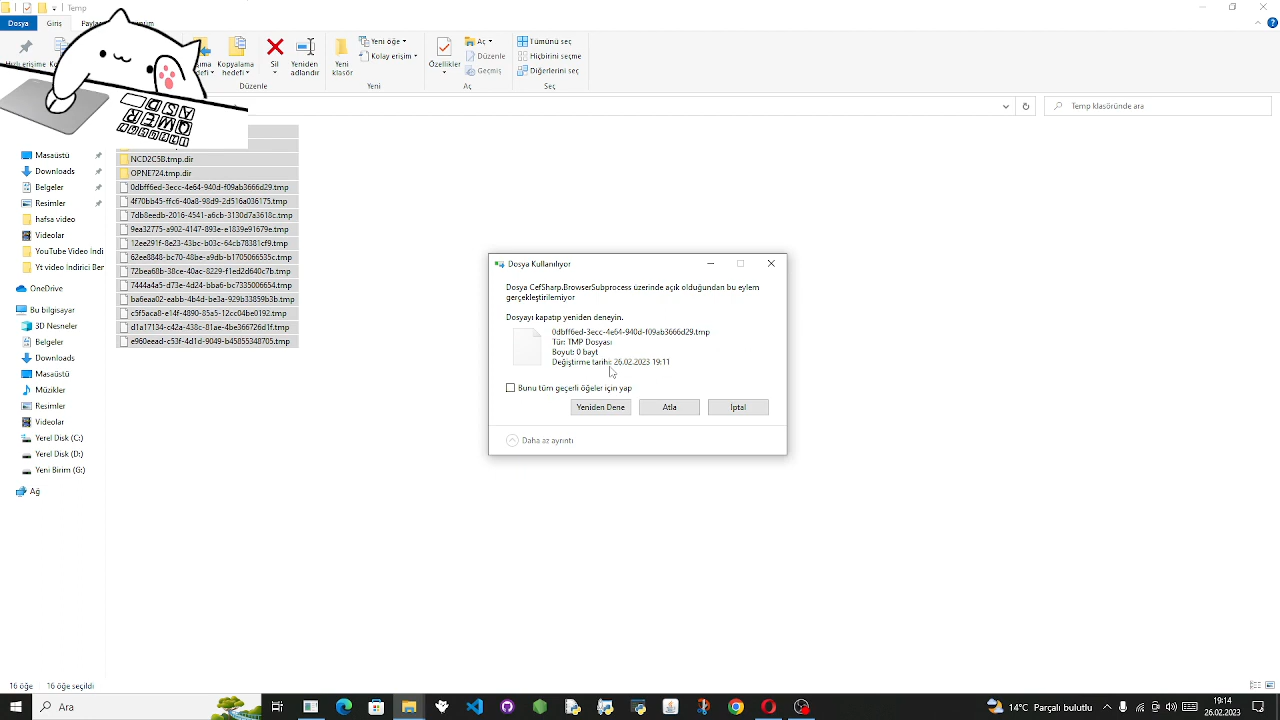 Temp
Dosya
Giriş
Hızlı erişime
hedefi
Kopyalama
hedefi
Sil
Yeniden
adlandır
Düzenle
Yeni
klasör
Yeni öğe
Kolay erişim
Yeni
Özellikler
Aç
Düzenle
Geçmiş
Aç
Tümünü seç
Hiçbirini seçme
Diğerlerini seç
Seç
Temp klasöründe ara
Masaüstü
Downloads
Belgeler
Resimler
hafsa video
Videolar
YouTube Video Indi
Yt video Indirici Ber
OneDrive
Bu bilgisayar
3D Nesneler
Belgeler
Downloads
Masaüstü
Müzikler
Resimler
Videolar
Yerel Disk (C:)
Yerel Disk (D:)
Yeni Birim (G:)
Ağ
NCD2C5B.tmp.dir
OPNE724.tmp.dir
0dbff6ed-3ecc-4e64-940d-f09ab3666d29.tmp
4f70bb45-ffc6-40a8-98d9-2d516a036175.tmp
7db8eedb-2016-4541-a6cb-3130d7a3618c.tmp
9ea32775-a902-4147-893e-e1839e91679e.tmp
12ee291f-8e23-43bc-b03c-64cb78381cf9.tmp
62ee8848-bc70-48be-a9db-b1705066535c.tmp
72bea68b-38ce-40ac-8229-f1ed2d640c7b.tmp
7444a4a5-d73e-4d24-bba6-bc7335006654.tmp
ba6eaa02-eabb-4b4d-be3a-929b33859b3b.tmp
c5f5aca8-e14f-4890-85a5-12cc04be0192.tmp
d1a17134-c42a-438c-81ae-4be366726d1f.tmp
e960eead-c53f-4d1d-9049-b45855348705.tmp
Dosya Kullanılıyor
Dosya CefSharp.BrowserSubprocess üzerinde açık olduğundan bu eylem
gerçekleştirilemiyor
Dosyayı kapatıp yeniden deneyin.
0dbff6ed-3ecc-4e64-940d-f09ab3666d29.tmp
Tür: TMP Dosyası
Boyut: 0 bayt
Değiştirme tarihi: 26.02.2023 19:11
Bunu tüm geçerli öğeler için yap
Yeniden Dene
Atla
İptal
Daha az ayrıntı
16 öğe
16 öğe seçildi
Ara
14°C Parçalı bulutlu
19:14
26.02.2023